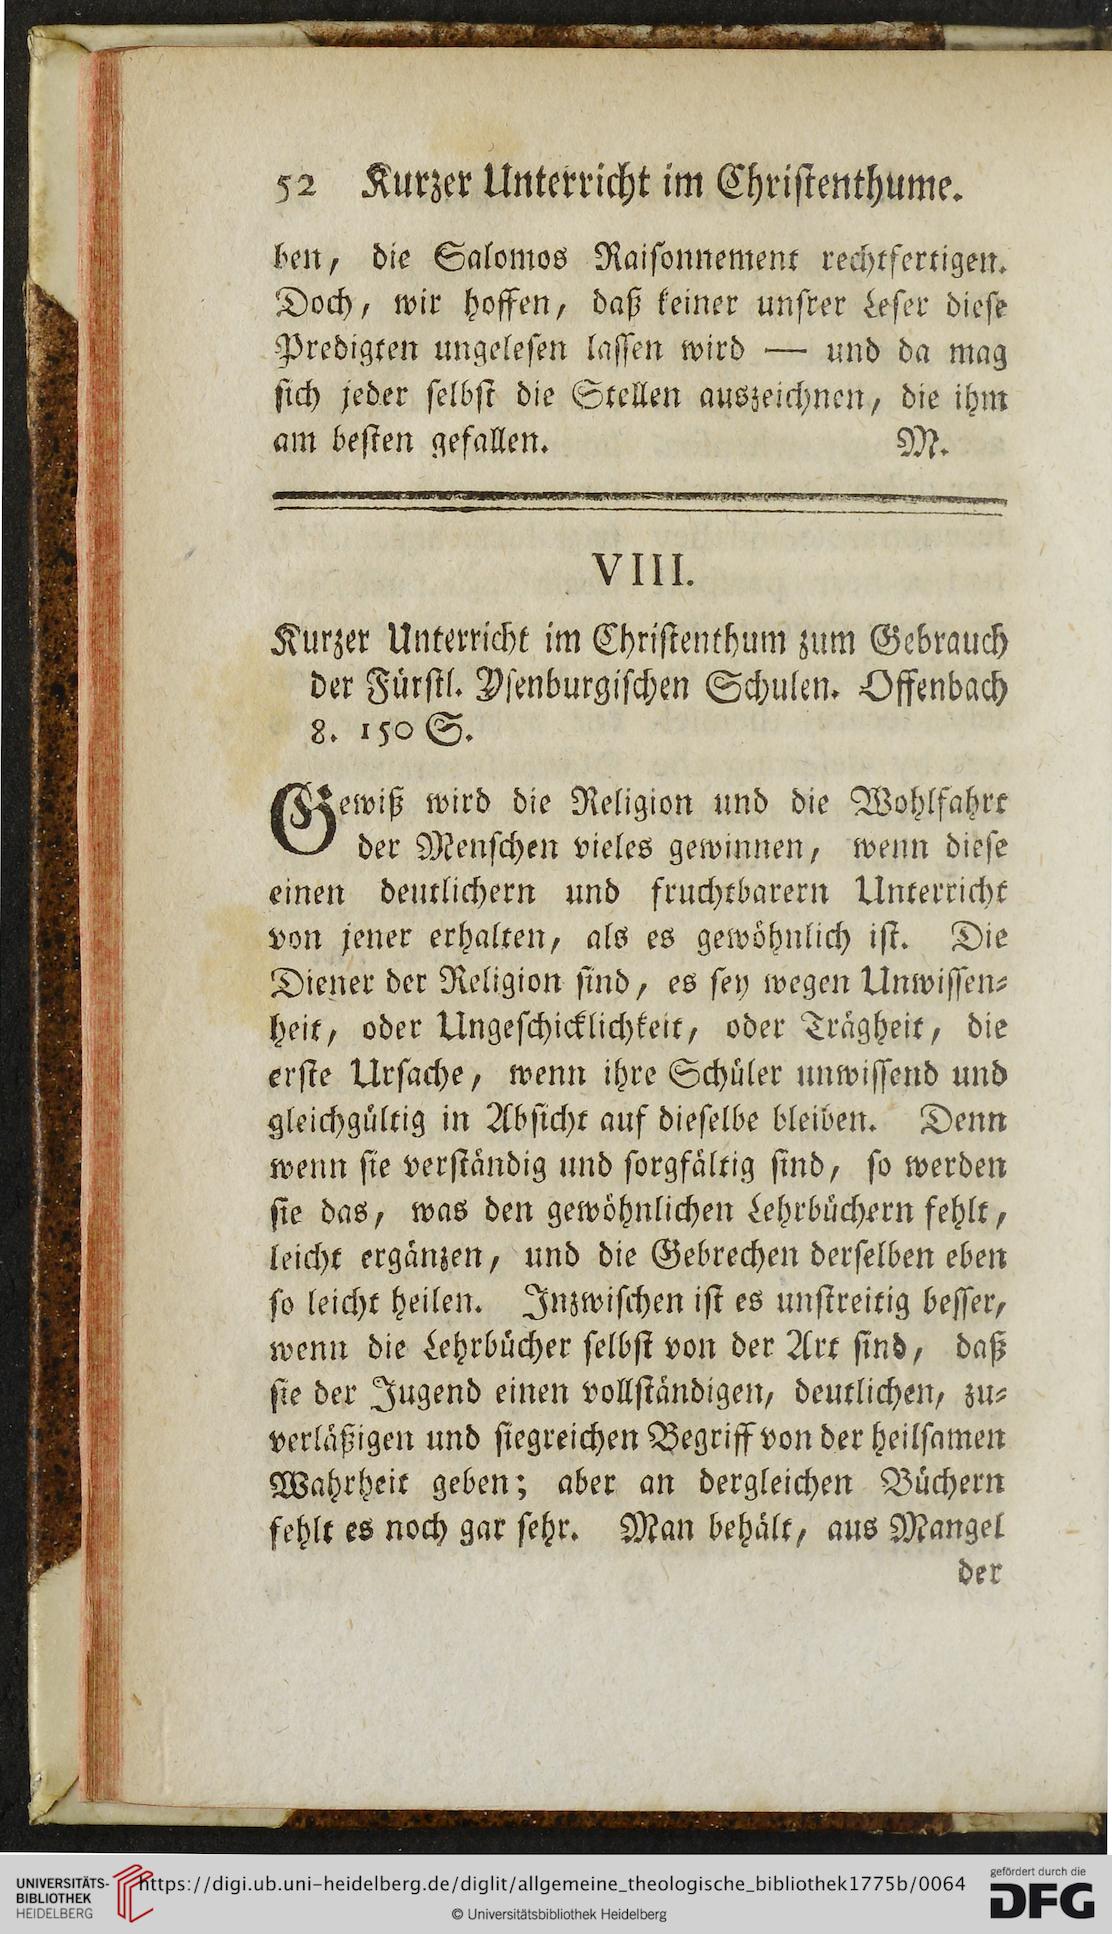 52 Kurzer Unterricht im Christenthume.
ben, die Salomos Raisonnement rechtfertigen.
Doch, wir hoffen, daß keiner unsrer Leser diese
Predigten ungelesen lassen wird — und da mag
sich jeder selbst die Stellen auszeichnen, die ihm
am besten gefallen. M.
VIII.
Kurzer Unterricht im Christenthum zum Gebrauch
der Fürstl. Ysenburgischen Schulen. Offenbach
8. 150 S.
Gewiß wird die Religion und die Wohlfahrt
der Menschen vieles gewinnen, wenn diese
einen deutlichern und fruchtbarern Unterricht
von jener erhalten, als es gewöhnlich ist. Die
Diener der Religion sind, es sey wegen Unwissen-
heit, oder Ungeschicklichkeit, oder Trägheit, die
erste Ursache, wenn ihre Schüler unwissend und
gleichgültig in Absicht auf dieselbe bleiben. Denn
wenn sie verständig und sorgfältig sind, so werden
sie das, was den gewöhnlichen Lehrbüchern fehlt,
leicht ergänzen, und die Gebrechen derselben eben
so leicht heilen. Inzwischen ist es unstreitig besser,
wenn die Lehrbücher selbst von der Art sind, daß
sie der Jugend einen vollständigen, deutlichen, zu-
verläßigen und siegreichen Begriff von der heilsamen
Wahrheit geben; aber an dergleichen Büchern
fehlt es noch gar sehr. Man behält, aus Mangel
der
UNIVERSITÄTS-
BIBLIOTHEK
HEIDELBERG
https://digi.ub.uni-heidelberg.de/diglit/allgemeine_theologische_bibliothek1775b/0064
© Universitätsbibliothek Heidelberg
gefördert durch die
DFG